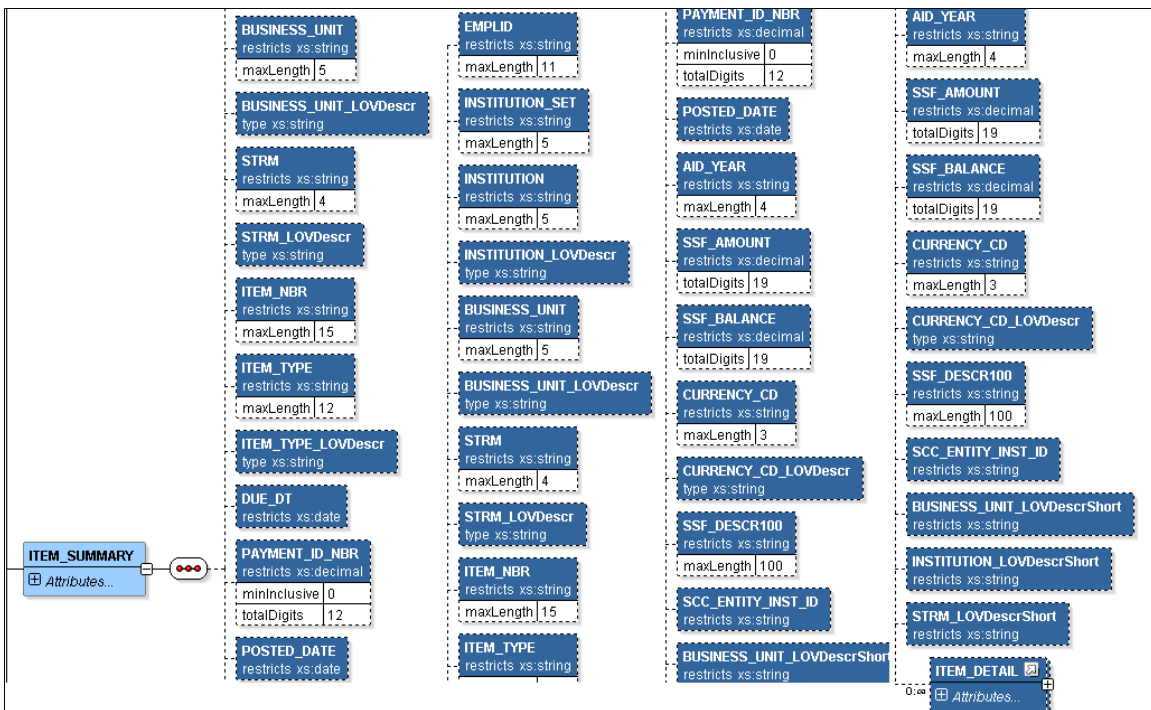 BUSINESS_UNIT
restricts xs:string
maxLength 5
BUSINESS_UNIT_LOVDescr
type xs:string
STRM
restricts xs:string
maxLength 4
STRM_LOVDescr
type xs:string
ITEM_NBR
restricts xs:string
maxLength 15
ITEM_TYPE
restricts xs:string
maxLength 12
ITEM_TYPE_LOVDescr
type xs:string
DUE_DT
restricts xs:date
ITEM_SUMMARY
Attributes...
PAYMENT_ID_NBR
restricts xs:decimal
minInclusive 0
totalDigits 12
POSTED_DATE
restricts xs:date
EMPLID
restricts xs:string
maxLength 11
INSTITUTION_SET
restricts xs:string
maxLength 5
INSTITUTION
restricts xs:string
maxLength 5
INSTITUTION_LOVDescr
type xs:string
BUSINESS_UNIT
restricts xs:string
maxLength 5
BUSINESS_UNIT_LOVDescr
type xs:string
STRM
restricts xs:string
maxLength 4
STRM_LOVDescr
type xs:string
ITEM_NBR
restricts xs:string
maxLength 15
ITEM_TYPE
restricts xs:string
PAYMENT_ID_NBR
restricts xs:decimal
minInclusive 0
totalDigits 12
POSTED_DATE
restricts xs:date
AID_YEAR
restricts xs:string
maxLength 4
SSF_AMOUNT
restricts xs:decimal
totalDigits 19
SSF_BALANCE
restricts xs:decimal
totalDigits 19
CURRENCY_CD
restricts xs:string
maxLength 3
CURRENCY_CD_LOVDescr
type xs:string
SSF_DESCR100
restricts xs:string
maxLength 100
SCC_ENTITY_INST_ID
restricts xs:string
BUSINESS_UNIT_LOVDescrShort
restricts xs:string
AID_YEAR
restricts xs:string
maxLength 4
SSF_AMOUNT
restricts xs:decimal
totalDigits 19
SSF_BALANCE
restricts xs:decimal
totalDigits 19
CURRENCY_CD
restricts xs:string
maxLength 3
CURRENCY_CD_LOVDescr
type xs:string
SSF_DESCR100
restricts xs:string
maxLength 100
SCC_ENTITY_INST_ID
restricts xs:string
BUSINESS_UNIT_LOVDescrShort
restricts xs:string
INSTITUTION_LOVDescrShort
restricts xs:string
STRM_LOVDescrShort
restricts xs:string
ITEM_DETAIL
0:∞
Attributes...